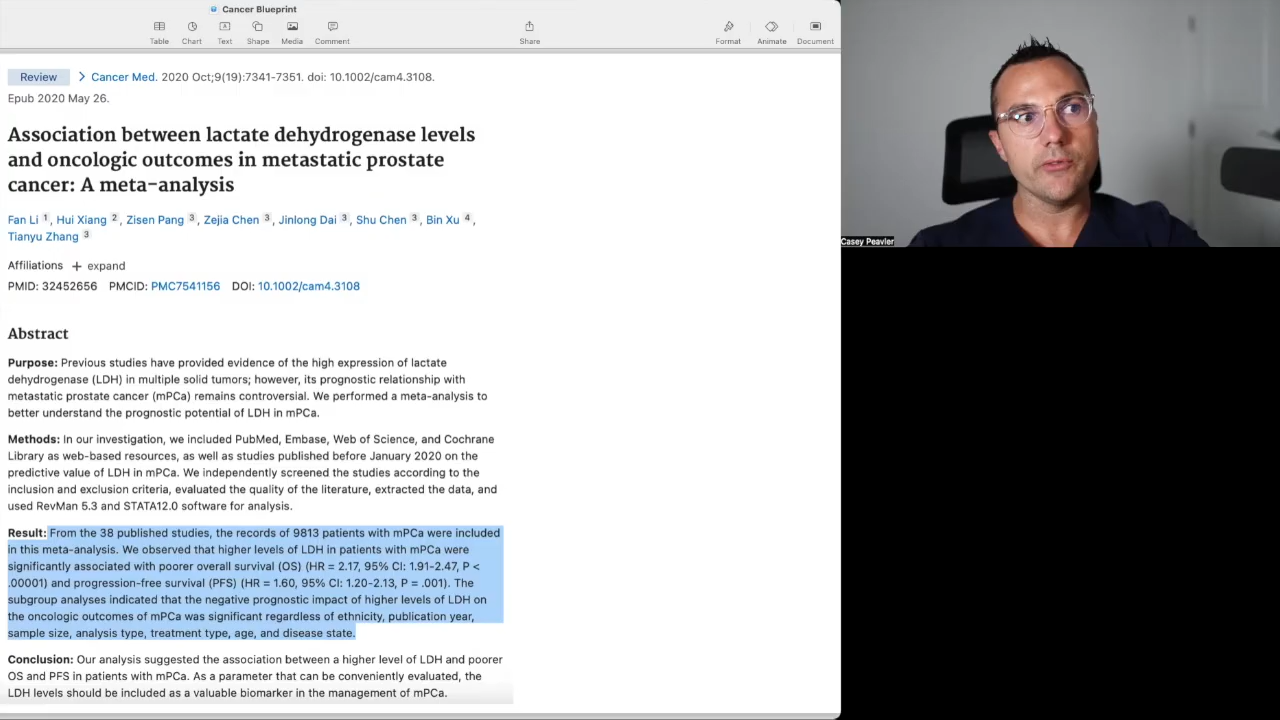 Cancer Blueprint
Table Chart Text Shape Media Comment Share Format Animate Document
Review > Cancer Med. 2020 Oct;9(19):7341-7351. doi: 10.1002/cam4.3108.
Epub 2020 May 26.
Association between lactate dehydrogenase levels
and oncologic outcomes in metastatic prostate
cancer: A meta-analysis
Fan Li 1, Hui Xiang 2, Zisen Pang 3, Zejia Chen 3, Jinlong Dai 3, Shu Chen 3, Bin Xu 4,
Tianyu Zhang 3
Affiliations + expand
PMID: 32452656 PMCID: PMC7541156 DOI: 10.1002/cam4.3108
Abstract
Purpose: Previous studies have provided evidence of the high expression of lactate
dehydrogenase (LDH) in multiple solid tumors; however, its prognostic relationship with
metastatic prostate cancer (mPCa) remains controversial. We performed a meta-analysis to
better understand the prognostic potential of LDH in mPCa.
Methods: In our investigation, we included PubMed, Embase, Web of Science, and Cochrane
Library as web-based resources, as well as studies published before January 2020 on the
predictive value of LDH in mPCa. We independently screened the studies according to the
inclusion and exclusion criteria, evaluated the quality of the literature, extracted the data, and
used RevMan 5.3 and STATA12.0 software for analysis.
Result: From the 38 published studies, the records of 9813 patients with mPCa were included
in this meta-analysis. We observed that higher levels of LDH in patients with mPCa were
significantly associated with poorer overall survival (OS) (HR = 2.17, 95% CI: 1.91-2.47, P <
.00001) and progression-free survival (PFS) (HR = 1.60, 95% CI: 1.20-2.13, P = .001). The
subgroup analyses indicated that the negative prognostic impact of higher levels of LDH on
the oncologic outcomes of mPCa was significant regardless of ethnicity, publication year,
sample size, analysis type, treatment type, age, and disease state.
Conclusion: Our analysis suggested the association between a higher level of LDH and poorer
OS and PFS in patients with mPCa. As a parameter that can be conveniently evaluated, the
LDH levels should be included as a valuable biomarker in the management of mPCa.
Casey Peavler